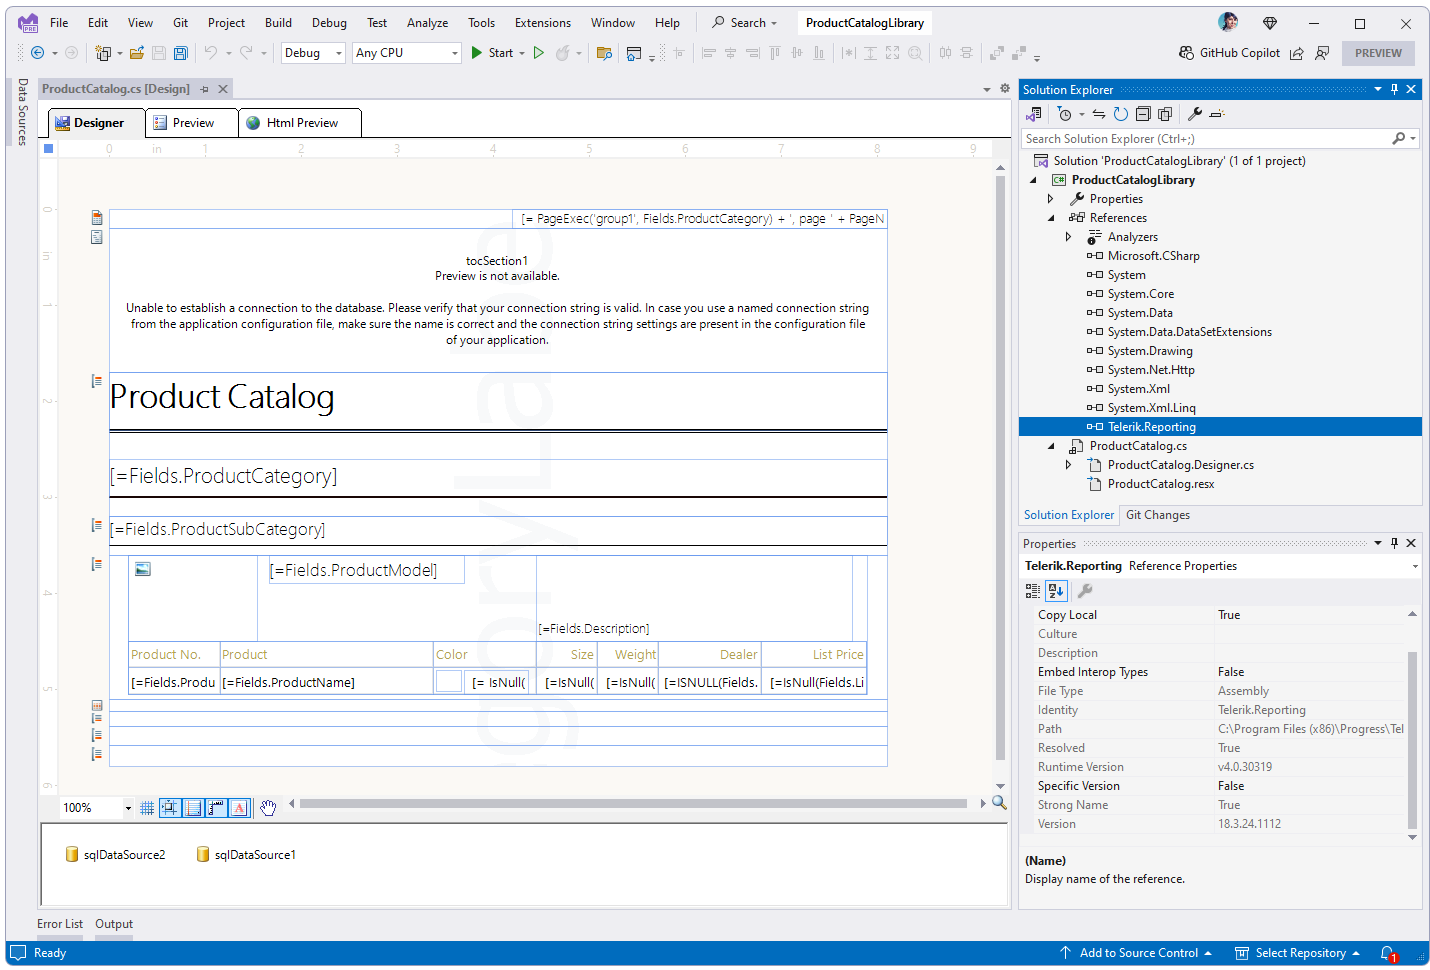 File Edit View Git Project Build Debug Test Analyze Tools Extensions Window Help Search ProductCatalogLibrary
Debug Any CPU Start GitHub Copilot PREVIEW
Data Sources
ProductCatalog.cs [Design]
Designer Preview Html Preview
0 in 1 2 3 4 5 6 7 8 9
0 in 1 2 3 4 5 6
[= PageExec('group1', Fields.ProductCategory) + ', page ' + PageN
tocSection1
Preview is not available.
Unable to establish a connection to the database. Please verify that your connection string is valid. In case you use a named connection string
from the application configuration file, make sure the name is correct and the connection string settings are present in the configuration file
of your application.
Product Catalog
[=Fields.ProductCategory]
[=Fields.ProductSubCategory]
[=Fields.ProductModel]
[=Fields.Description]
Product No. Product Color Size Weight Dealer List Price
[=Fields.Produ [=Fields.ProductName] [= IsNull( [=IsNull( [=IsNull( [=ISNULL(Fields. [=IsNull(Fields.Li
100%
sqlDataSource2 sqlDataSource1
Error List Output
Solution Explorer
Search Solution Explorer (Ctrl+;)
Solution 'ProductCatalogLibrary' (1 of 1 project)
C# ProductCatalogLibrary
Properties
References
Analyzers
Microsoft.CSharp
System
System.Core
System.Data
System.Data.DataSetExtensions
System.Drawing
System.Net.Http
System.Xml
System.Xml.Linq
Telerik.Reporting
ProductCatalog.cs
ProductCatalog.Designer.cs
ProductCatalog.resx
Solution Explorer Git Changes
Properties
Telerik.Reporting Reference Properties
Copy Local True
Culture
Description
Embed Interop Types False
File Type Assembly
Identity Telerik.Reporting
Path C:\Program Files (x86)\Progress\Tel
Resolved True
Runtime Version v4.0.30319
Specific Version False
Strong Name True
Version 18.3.24.1112
(Name)
Display name of the reference.
Ready Add to Source Control Select Repository 1